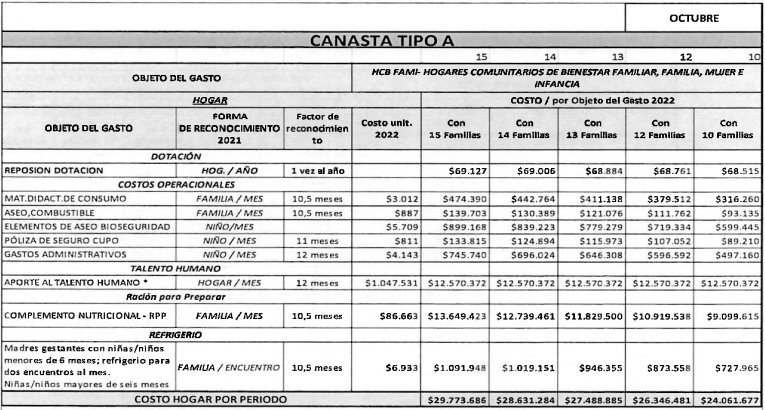 OCTUBRE
CANASTA TIPO A
15 14 13 12 10
OBJETO DEL GASTO
HCB FAMI- HOGARES COMUNITARIOS DE BIENESTAR FAMILIAR, FAMILIA, MUJER E
INFANCIA
HOGAR
COSTO / por Objeto del Gasto 2022
OBJETO DEL GASTO
FORMA
DE RECONOCIMIENTO
2021
Factor de
reconocimien
to
Costo unit.
2022
Con
15 Familias
Con
14 Familias
Con
13 Familias
Con
12 Familias
Con
10 Familias
DOTACIÓN
REPOSION DOTACION HOG. / AÑO 1 vez al año $69.127 $69.006 $68.884 $68.761 $68.515
COSTOS OPERACIONALES
MAT.DIDACT.DE CONSUMO FAMILIA / MES 10,5 meses $3.012 $474.390 $442.764 $411.138 $379.512 $316.260
ASEO,COMBUSTIBLE FAMILIA / MES 10,5 meses $887 $139.703 $130.389 $121.076 $111.762 $93.135
ELEMENTOS DE ASEO BIOSEGURIDAD NIÑO/MES $5.709 $899.168 $839.223 $779.279 $719.334 $599.445
PÓLIZA DE SEGURO CUPO NIÑO / MES 11 meses $811 $133.815 $124.894 $115.973 $107.052 $89.210
GASTOS ADMINISTRATIVOS NIÑO / MES 12 meses $4.143 $745.740 $696.024 $646.308 $596.592 $497.160
TALENTO HUMANO
APORTE AL TALENTO HUMANO * HOGAR / MES 12 meses $1.047.531 $12.570.372 $12.570.372 $12.570.372 $12.570.372 $12.570.372
Ración para Preparar
COMPLEMENTO NUTRICIONAL - RPP FAMILIA / MES 10,5 meses $86.663 $13.649.423 $12.739.461 $11.829.500 $10.919.538 $9.099.615
REFRIGERIO
Madres gestantes con niñas/niños
menores de 6 meses; refrigerio para
dos encuentros al mes.
Niñas/niños mayores de seis meses
FAMILIA / ENCUENTRO 10,5 meses $6.933 $1.091.948 $1.019.151 $946.355 $873.558 $727.965
COSTO HOGAR POR PERIODO $29.773.686 $28.631.284 $27.488.885 $26.346.481 $24.061.677